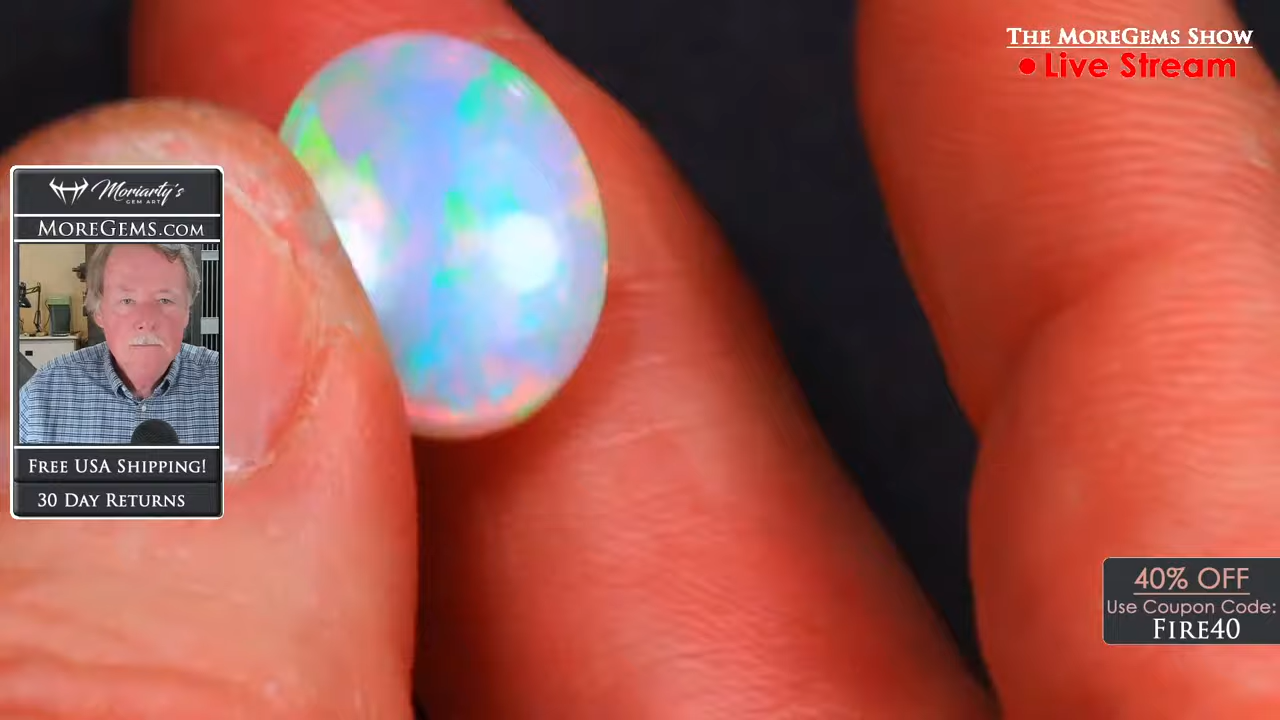 The MoreGems Show
Live Stream
Moriarty's
GEM ART
MoreGems.com
Free USA Shipping!
30 Day Returns
40% OFF
Use Coupon Code:
Fire40